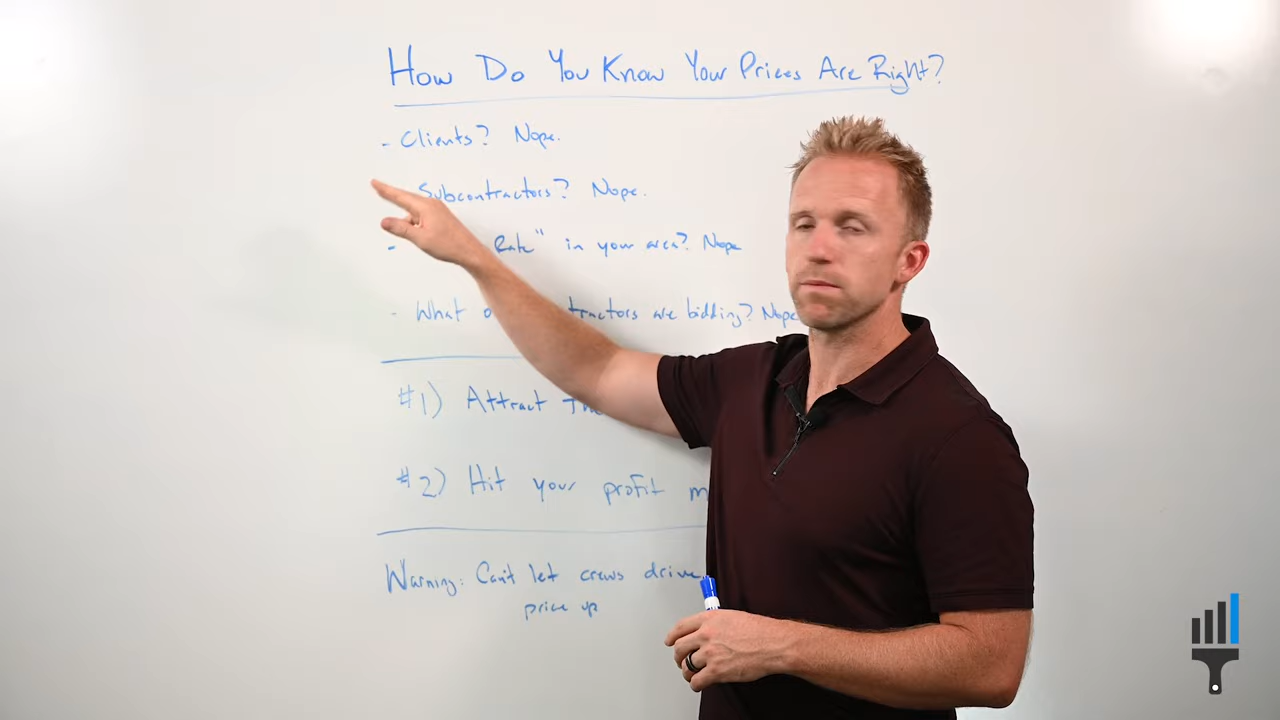 How Do You Know Your Prices Are Right?
- Clients? Nope.
Subcontractors? Nope.
- Rate" in your area? Nope
- What tractors are bidding? Nope
#1) Attract
#2) Hit your profit
Warning: Can't let crews drive
price up